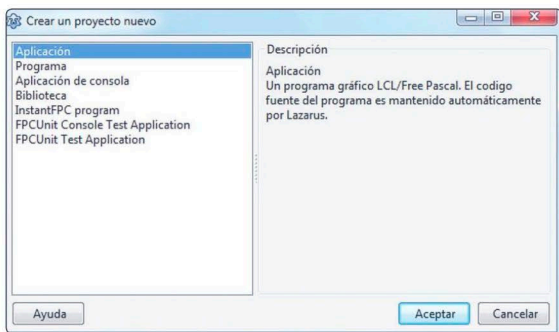 Crear un proyecto nuevo
Aplicación
Programa
Aplicación de consola
Biblioteca
InstantFPC program
FPCUnit Console Test Application
FPCUnit Test Application
Descripción
Aplicación
Un programa gráfico LCL/Free Pascal. El codigo
fuente del programa es mantenido automáticamente
por Lazarus.
Ayuda
Aceptar
Cancelar